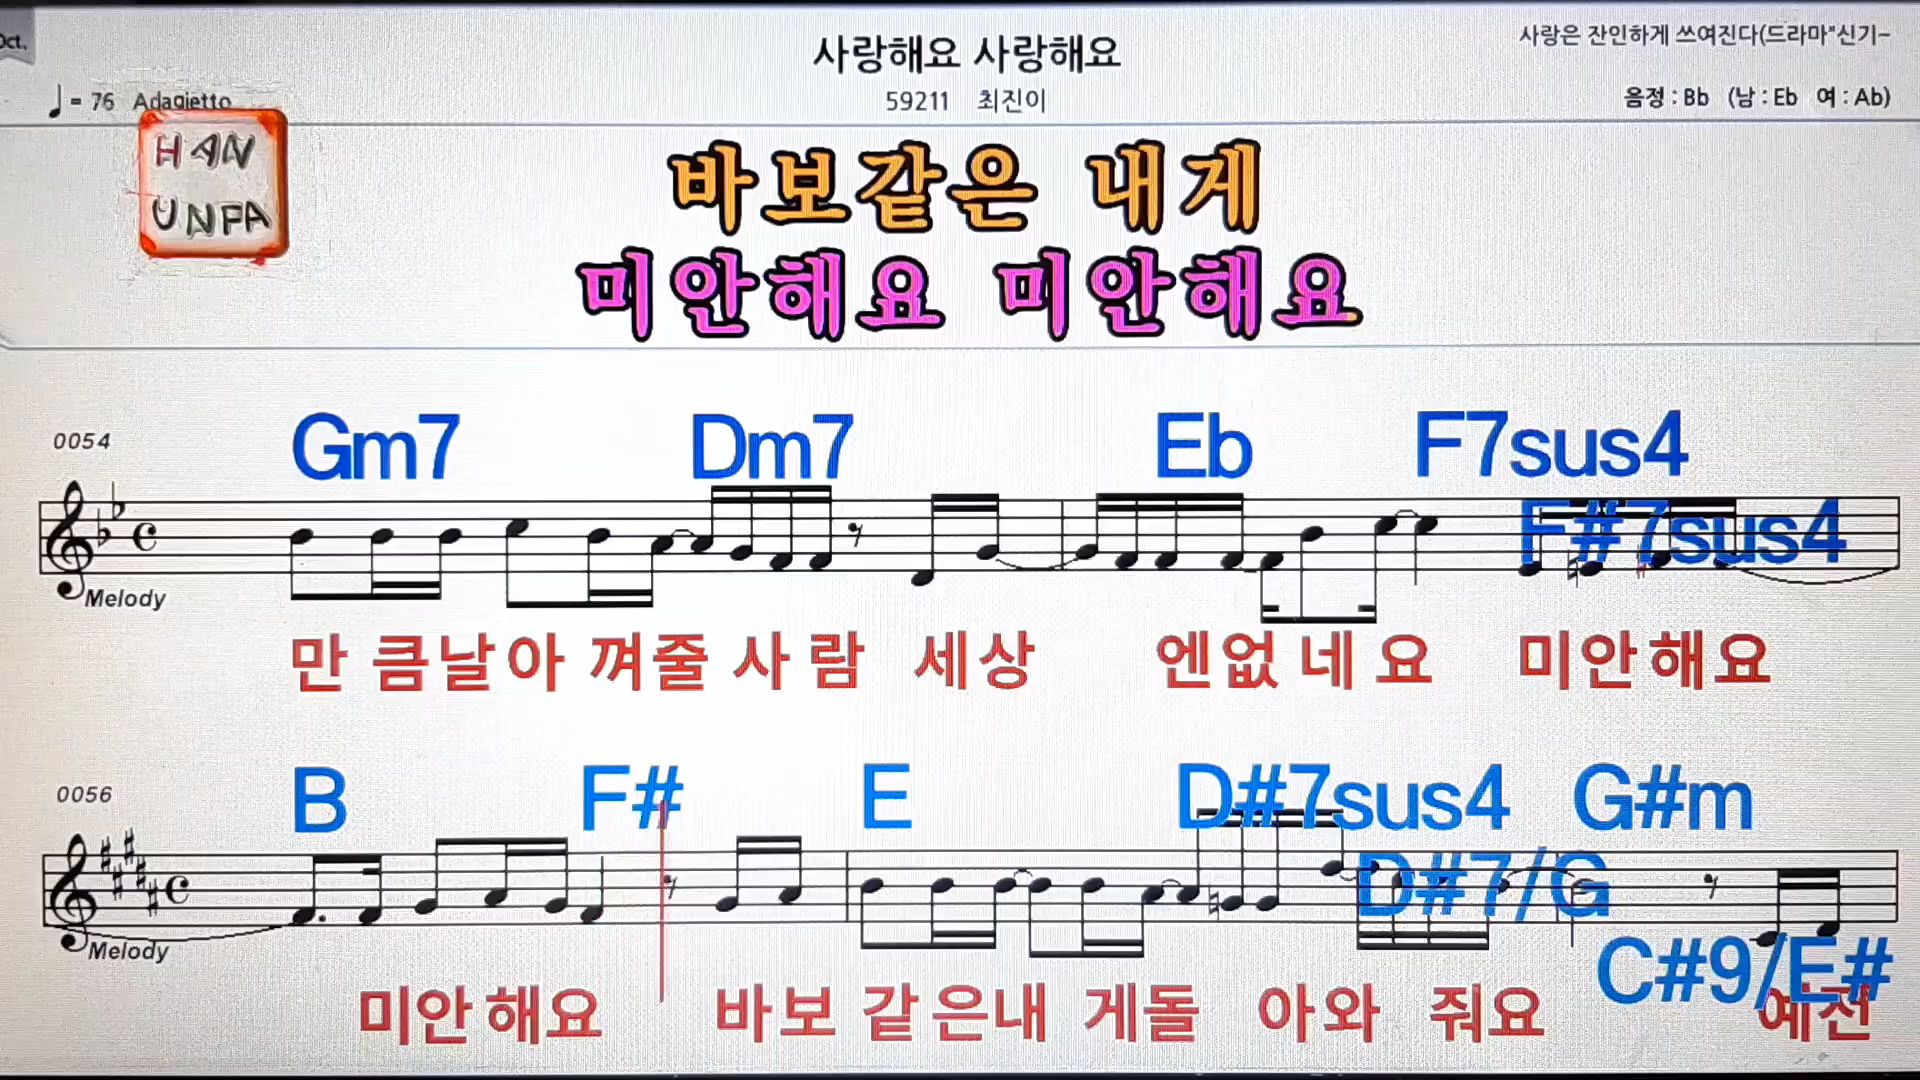 Oct.
사랑해요 사랑해요
사랑은 잔인하게 쓰여진다(드라마"신기~
♩= 76 Adagietto
59211 최진이
음정 : Bb (남 : Eb 여 : Ab)
HAN
UNPA
바보같은 내게
미안해요 미안해요
0054
Gm7 Dm7 Eb F7sus4
F#7sus4
Melody
만 큼날아 껴줄 사 람 세상 엔없 네 요 미안해요
0056
B F# E D#7sus4 G#m
D#7/G
Melody
C#9/E#
미안해요 바보 같은내 게돌 아와 줘요 예전